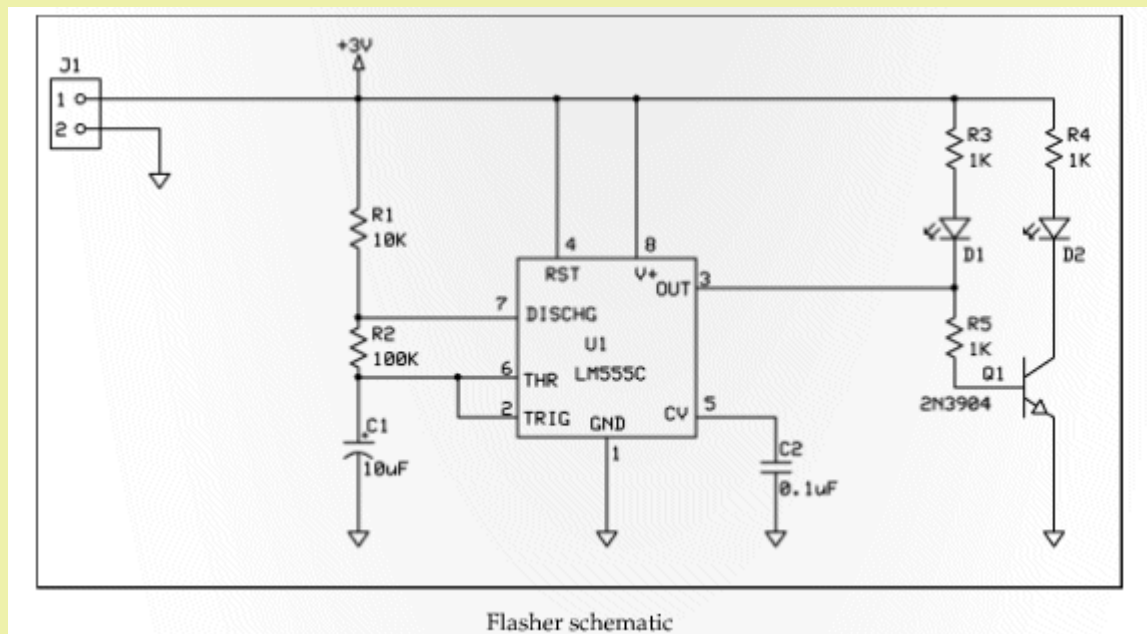 +3V
J1
1
2
R3
1K
R4
1K
R1
10K
4
8
RST
V+
OUT
3
D1
D2
7
DISCHG
R2
100K
U1
LM555C
R5
1K
6
THR
Q1
2N3904
2
TRIG
GND
CV
5
1
+
C1
10uF
C2
0.1uF
Flasher schematic